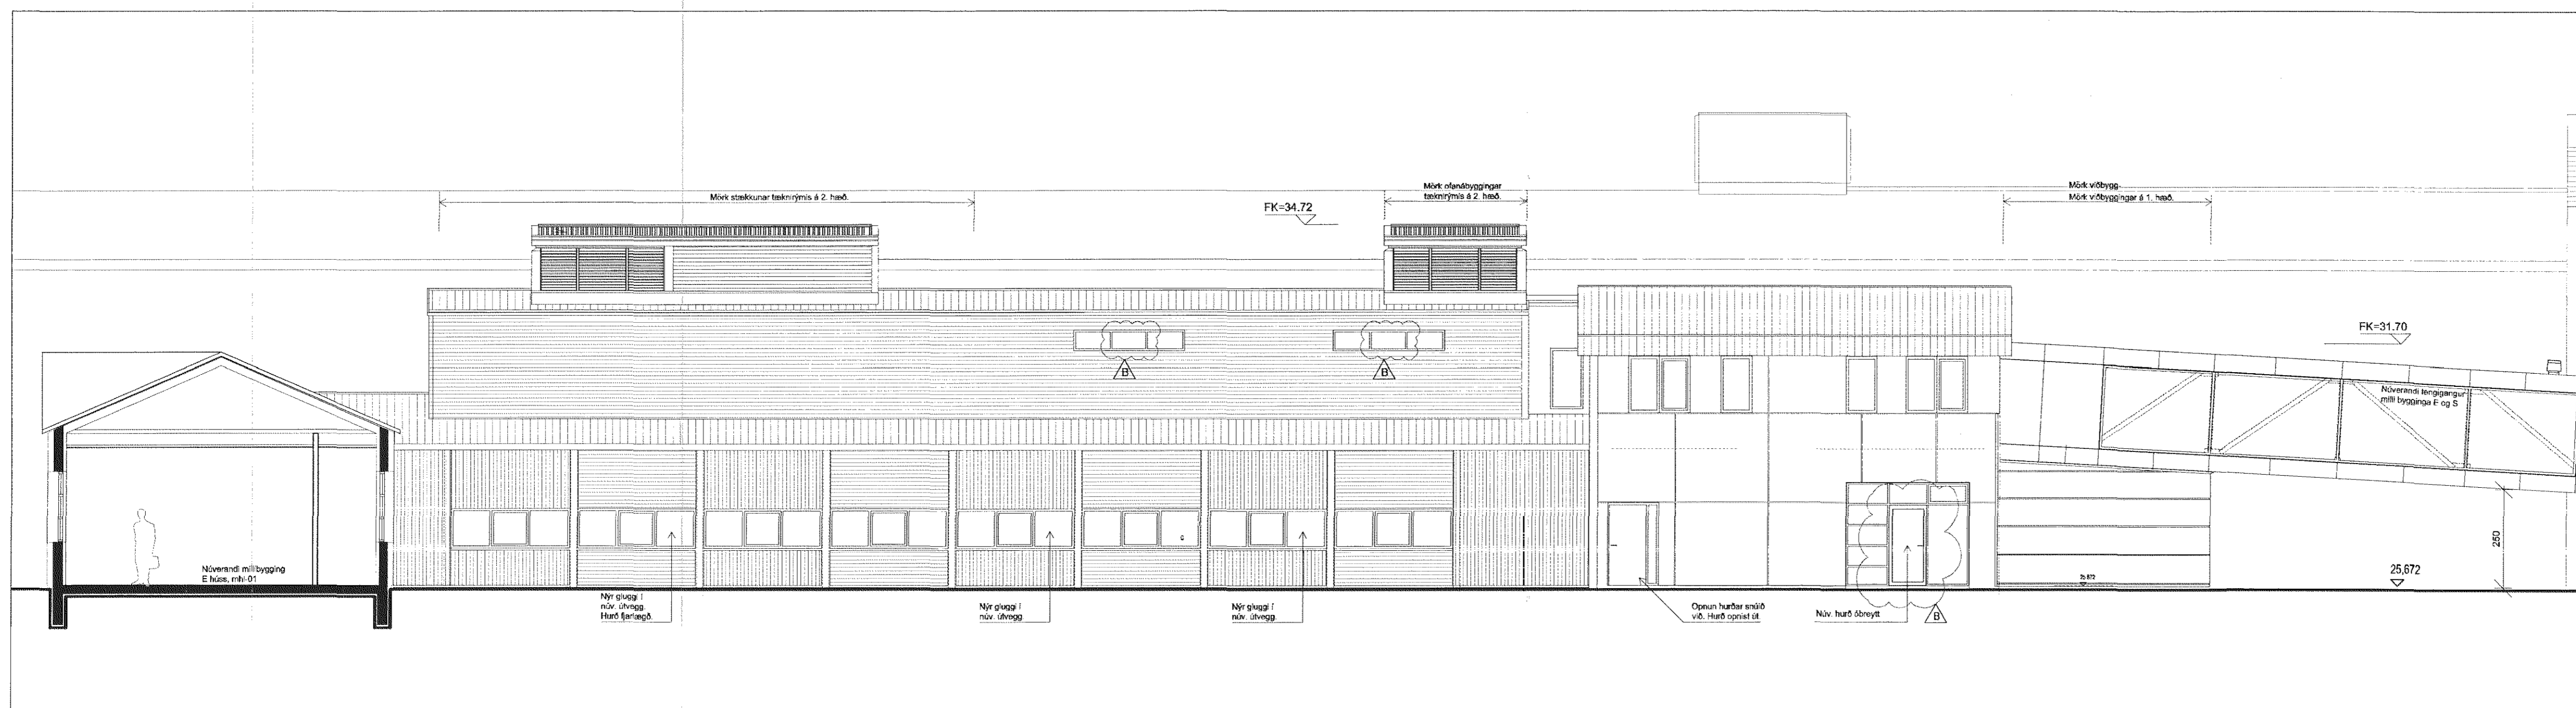 Mörk stækkunar tæknirýmis á 2. hæð.
FK=34.72
Mörk ofanábyggingar
tæknirýmis á 2. hæð.
Mörk viðbygg-
Mörk viðbyggingar á 1. hæð.
FK=31.70
B
B
Núverandi tengigangur
milli bygginga E og S
250
25,672
25 672
Núverandi millibygging
E húss, mhl-01
Nýr gluggi í
núv. útvegg.
Hurð fjarlægð.
Nýr gluggi í
núv. útvegg.
Nýr gluggi í
núv. útvegg.
Opnun hurðar snúið
við. Hurð opnist út.
Núv. hurð óbreytt
B